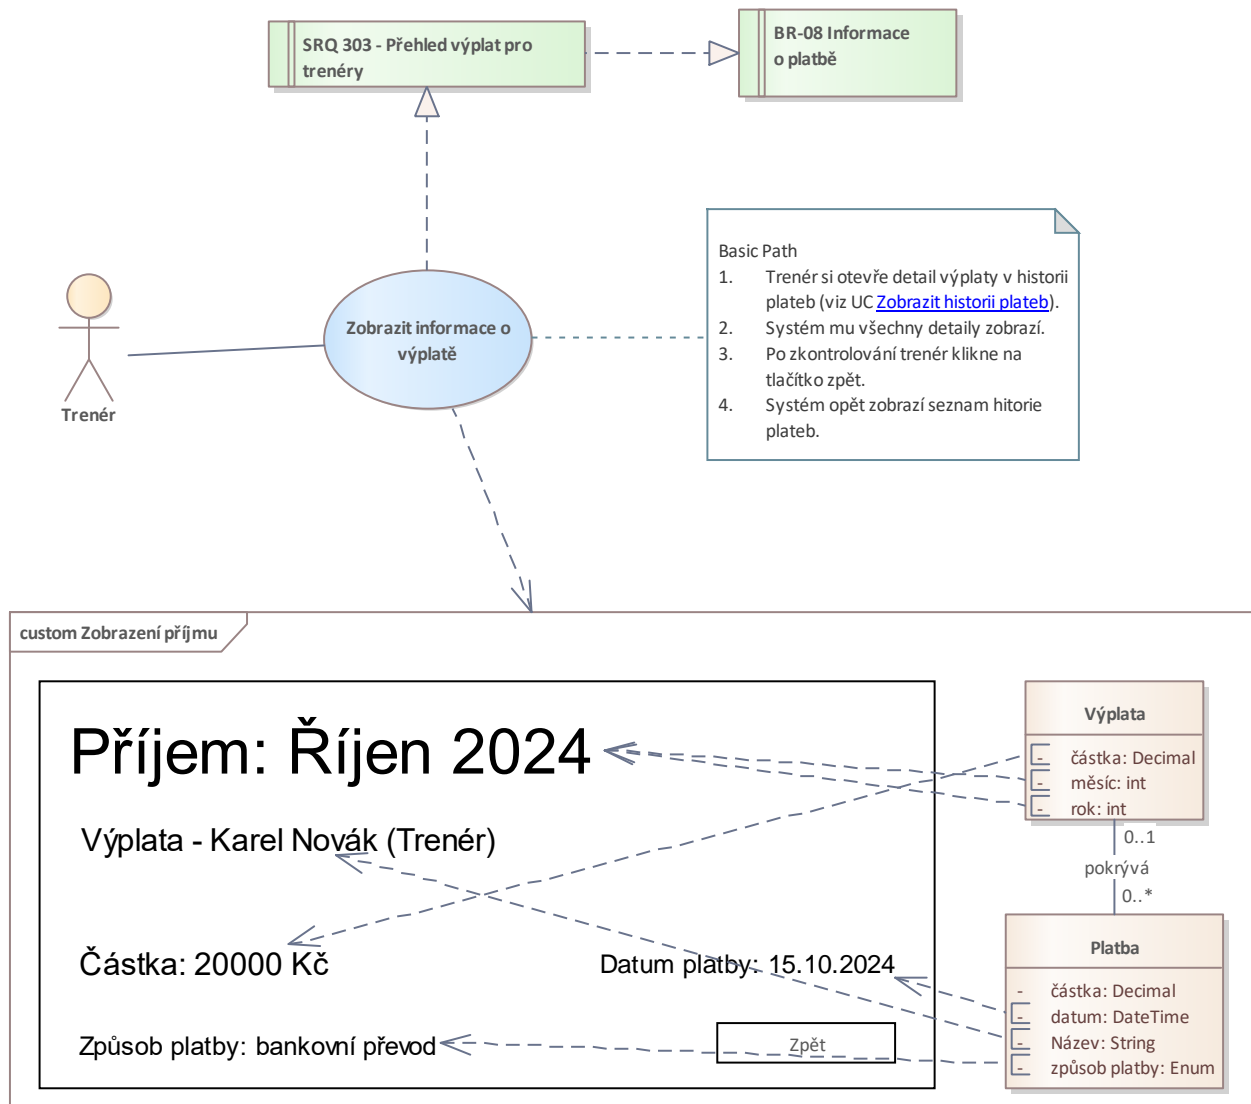 SRQ 303 - Přehled výplat pro
trenéry
BR-08 Informace
o platbě
Basic Path
1. Trenér si otevře detail výplaty v historii
plateb (viz UC Zobrazit historii plateb).
2. Systém mu všechny detaily zobrazí.
3. Po zkontrolování trenér klikne na
tlačítko zpět.
4. Systém opět zobrazí seznam hitorie
plateb.
Zobrazit informace o
výplatě
Trenér
custom Zobrazení příjmu
Příjem: Říjen 2024
Výplata - Karel Novák (Trenér)
Částka: 20000 Kč
Datum platby: 15.10.2024
Způsob platby: bankovní převod
Zpět
Výplata
- částka: Decimal
- měsíc: int
- rok: int
0..1
pokrývá
0..*
Platba
- částka: Decimal
- datum: DateTime
- Název: String
- způsob platby: Enum